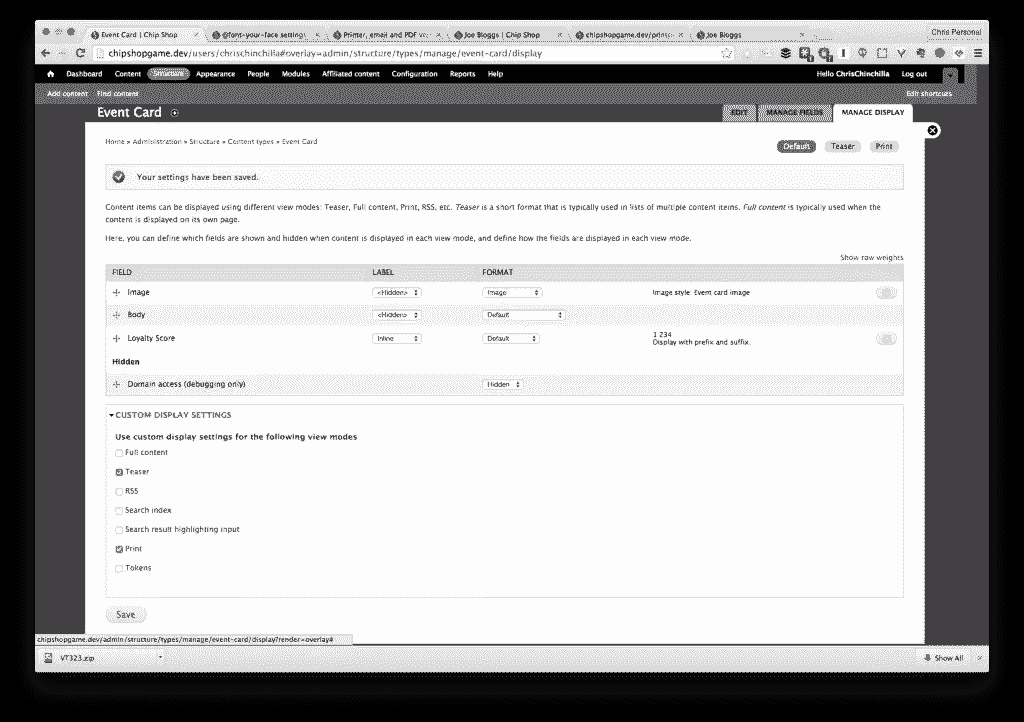 Event Card | Chip Shop
@font-your-face setting
Printer, email and PDF ve
Joe Bloggs | Chip Shop
chipshopgame.dev/print
Joe Bloggs
Chris Personal
chipshopgame.dev/users/chrischinchilla#overlay=admin/structure/types/manage/event-card/display
Dashboard Content Structure Appearance People Modules Affiliated content Configuration Reports Help
Hello ChrisChinchilla Log out
Add content Find content
Edit shortcuts
Event Card
EDIT MANAGE FIELDS MANAGE DISPLAY
Home » Administration » Structure » Content types » Event Card
Default Teaser Print
Your settings have been saved.
Content items can be displayed using different view modes: Teaser, Full content, Print, RSS, etc. Teaser is a short format that is typically used in lists of multiple content items. Full content is typically used when the
content is displayed on its own page.
Here, you can define which fields are shown and hidden when content is displayed in each view mode, and define how the fields are displayed in each view mode.
Show row weights
FIELD LABEL FORMAT
Image <Hidden> Image Image style: Event card image
Body <Hidden> Default
Loyalty Score Inline Default 1 234
Display with prefix and suffix.
Hidden
Domain access (debugging only) Hidden
CUSTOM DISPLAY SETTINGS
Use custom display settings for the following view modes
Full content
Teaser
RSS
Search index
Search result highlighting input
Print
Tokens
Save
chipshopgame.dev/admin/structure/types/manage/event-card/display?render=overlay#
VT323.zip
Show All